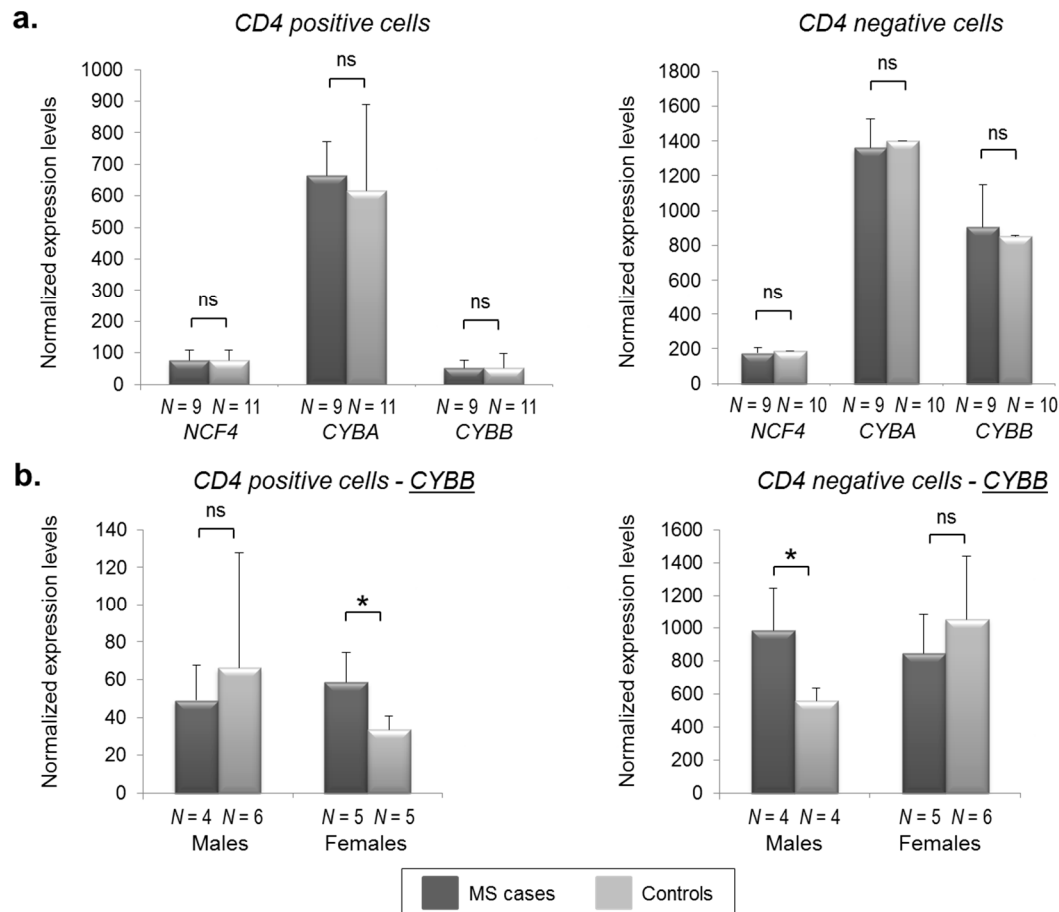 a.
CD4 positive cells
Normalized expression levels
1000
900
800
700
600
500
400
300
200
100
0
ns
ns
ns
N = 9 N = 11
N = 9 N = 11
N = 9 N = 11
NCF4
CYBA
CYBB
CD4 negative cells
Normalized expression levels
1800
1600
1400
1200
1000
800
600
400
200
0
ns
ns
ns
N = 9 N = 10
N = 9 N = 10
N = 9 N = 10
NCF4
CYBA
CYBB
b.
CD4 positive cells - CYBB
Normalized expression levels
140
120
100
80
60
40
20
0
ns
*
N = 4 N = 6
N = 5 N = 5
Males
Females
CD4 negative cells - CYBB
Normalized expression levels
1600
1400
1200
1000
800
600
400
200
0
*
ns
N = 4 N = 4
N = 5 N = 6
Males
Females
MS cases
Controls